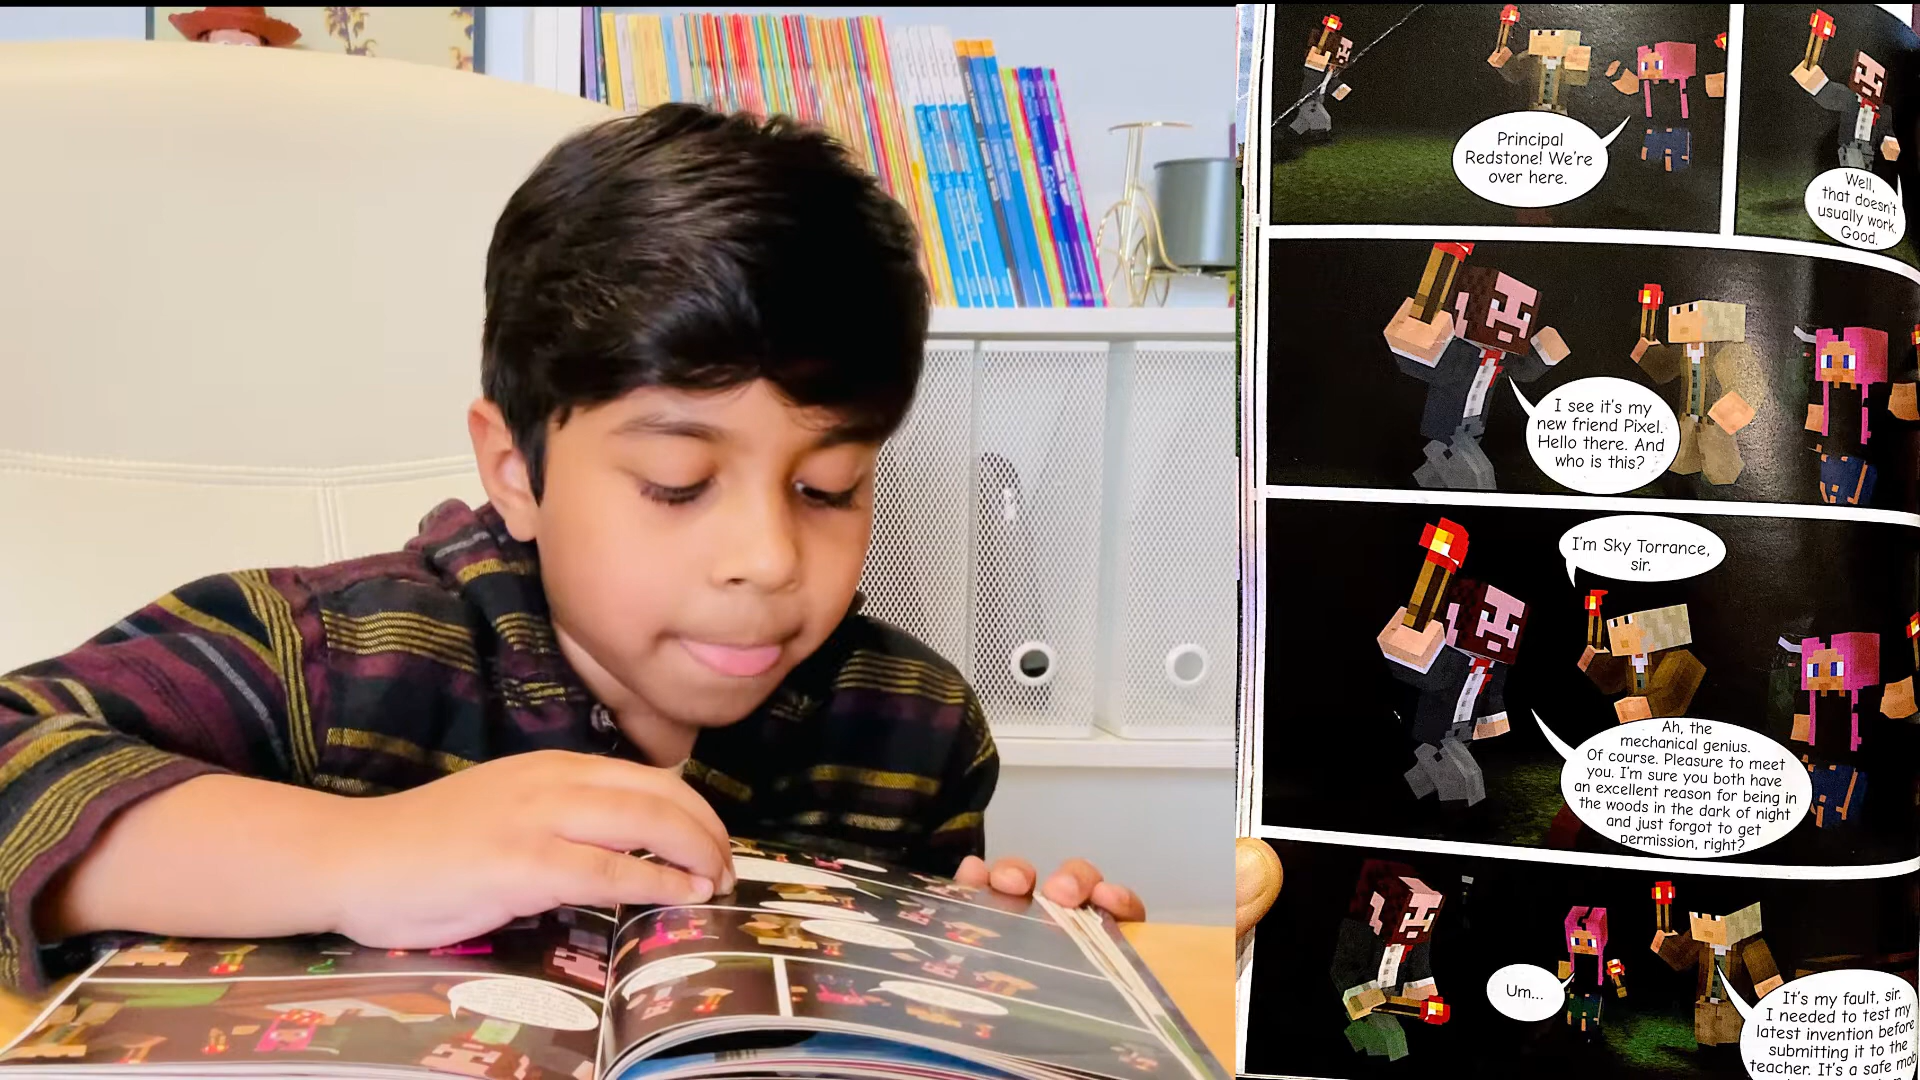 Principal
Redstone! We're
over here.
Well,
that doesn't
usually work.
Good.
I see it's my
new friend Pixel.
Hello there. And
who is this?
I'm Sky Torrance,
sir.
Ah, the
mechanical genius.
Of course. Pleasure to meet
you. I'm sure you both have
an excellent reason for being in
the woods in the dark of night
and just forgot to get
permission, right?
Um...
It's my fault, sir.
I needed to test my
latest invention before
submitting it to the
teacher. It's a safe mob